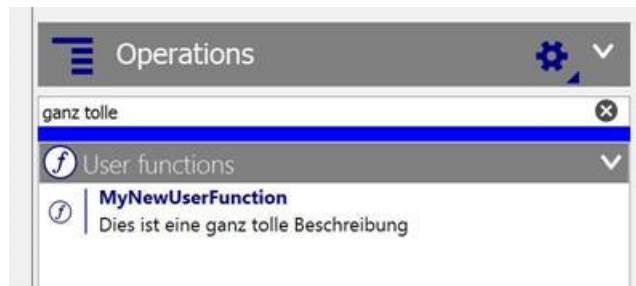 Operations
ganz tolle
User functions
MyNewUserFunction
Dies ist eine ganz tolle Beschreibung